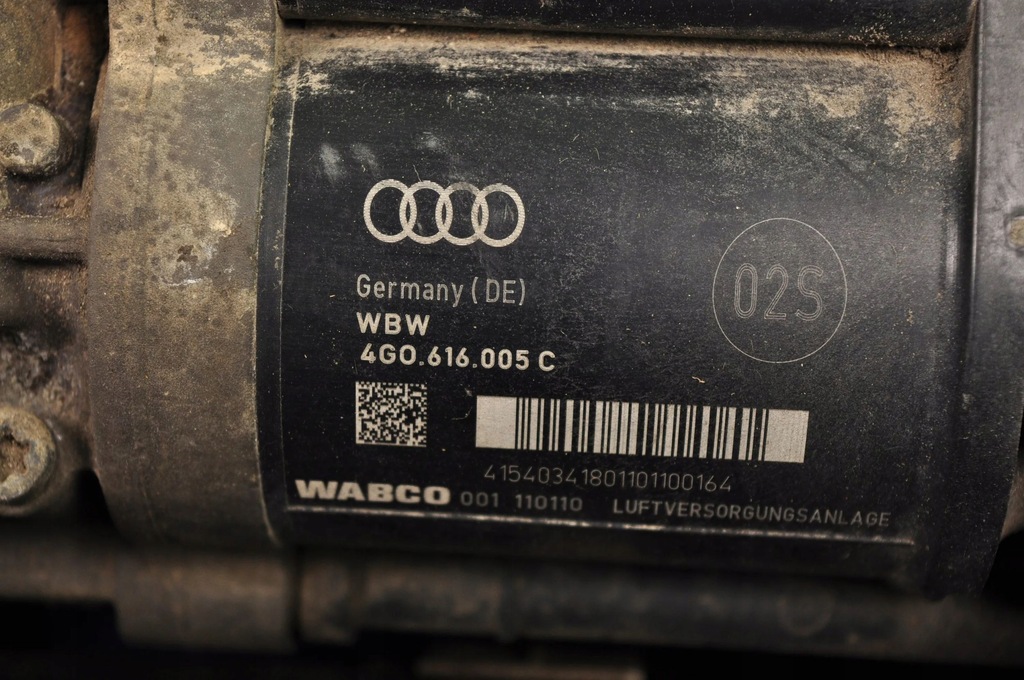 Germany (DE)
02S
WBW
4G0.616.005 C
41540341801101100164
WABCO 001 110110 LUFTVERSORGUNGSANLAGE